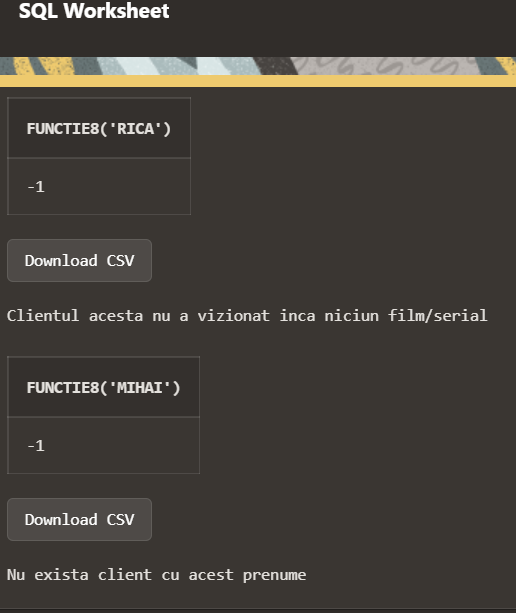 SQL Worksheet
FUNCTIE8('RICA')
-1
Download CSV
Clientul acesta nu a vizionat inca niciun film/serial
FUNCTIE8('MIHAI')
-1
Download CSV
Nu exista client cu acest prenume